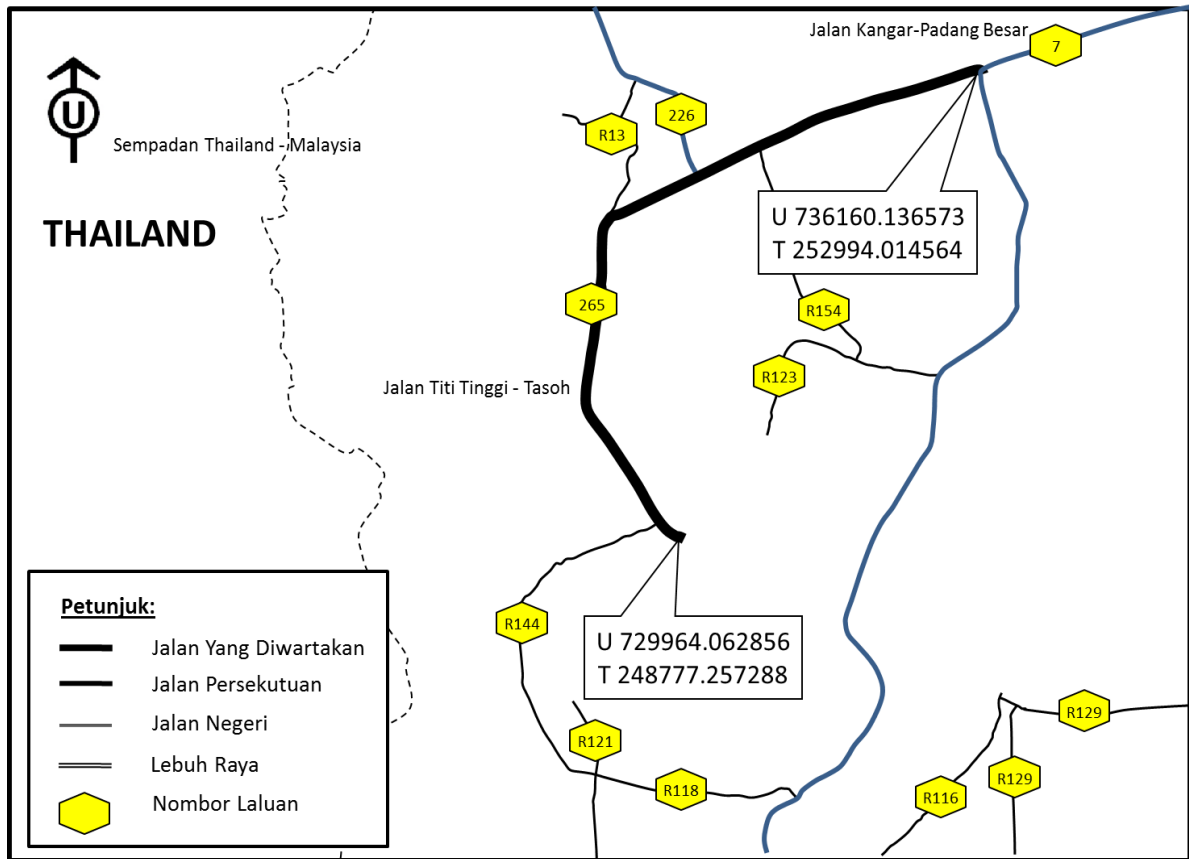 Jalan Kangar-Padang Besar
7
U
Sempadan Thailand - Malaysia
THAILAND
226
R13
U 736160.136573
T 252994.014564
265
R154
R123
Jalan Titi Tinggi - Tasoh
R144
U 729964.062856
T 248777.257288
R121
R118
R129
R129
R116
Petunjuk:
Jalan Yang Diwartakan
Jalan Persekutuan
Jalan Negeri
Lebuh Raya
Nombor Laluan